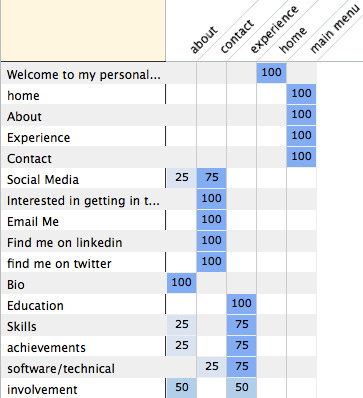 about contact experience home main menu
Welcome to my personal... 100
home 100
About 100
Experience 100
Contact 100
Social Media 25 75
Interested in getting in t... 100
Email Me 100
Find me on linkedin 100
find me on twitter 100
Bio 100
Education 100
Skills 25 75
achievements 25 75
software/technical 25 75
involvement 50 50